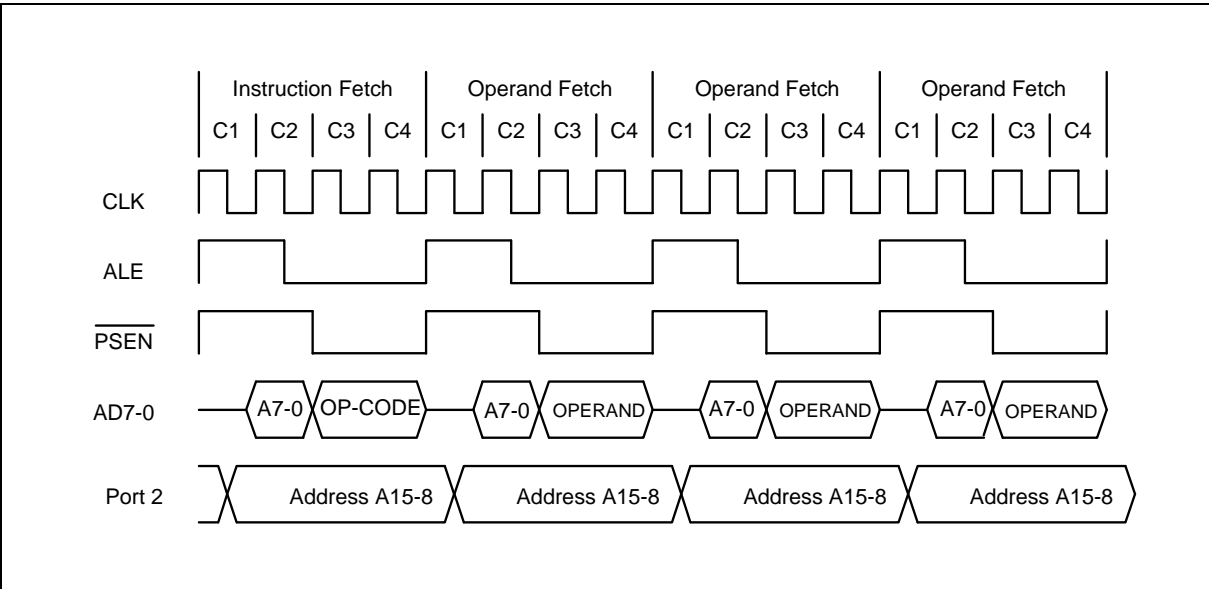 Instruction Fetch Operand Fetch Operand Fetch Operand Fetch
C1 C2 C3 C4 C1 C2 C3 C4 C1 C2 C3 C4 C1 C2 C3 C4
CLK
ALE
PSEN
AD7-0 A7-0 OP-CODE A7-0 OPERAND A7-0 OPERAND A7-0 OPERAND
Port 2 Address A15-8 Address A15-8 Address A15-8 Address A15-8